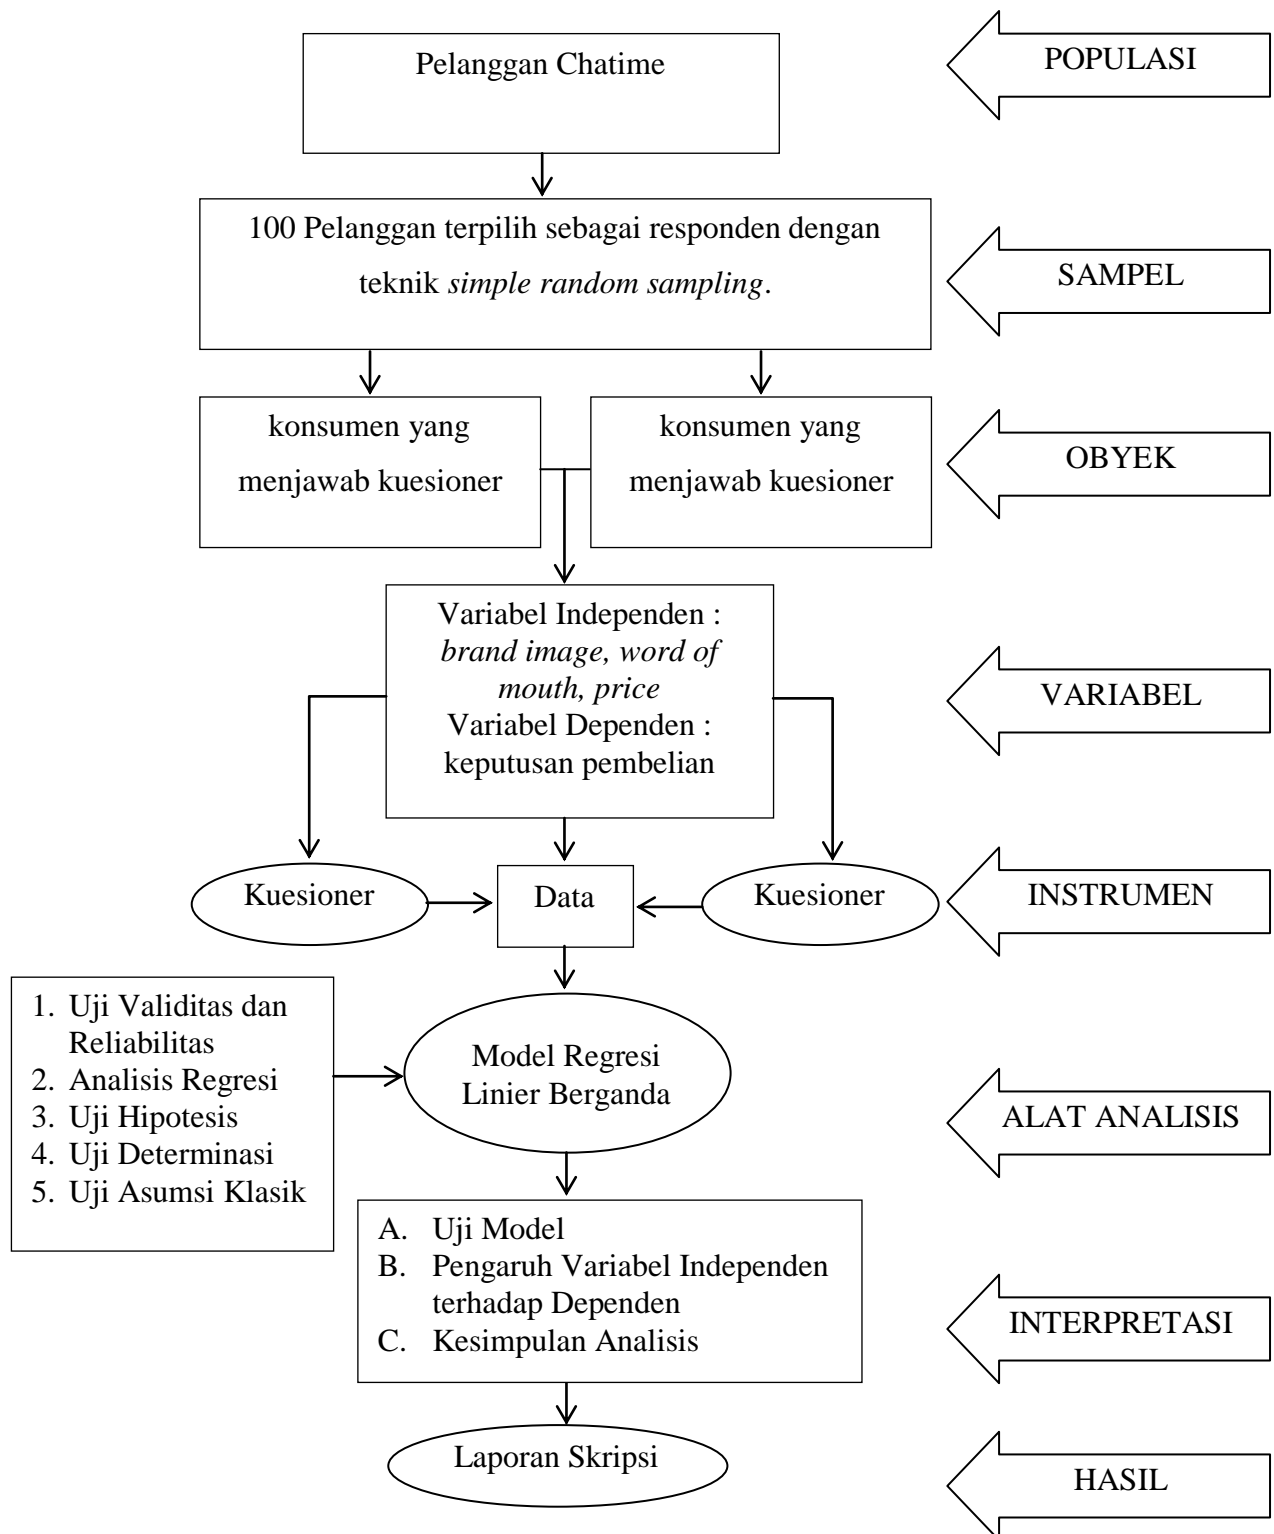 Pelanggan Chatime
POPULASI
100 Pelanggan terpilih sebagai responden dengan
teknik simple random sampling.
SAMPEL
konsumen yang
menjawab kuesioner
konsumen yang
menjawab kuesioner
OBYEK
Variabel Independen :
brand image, word of
mouth, price
Variabel Dependen :
keputusan pembelian
VARIABEL
Kuesioner
Data
Kuesioner
INSTRUMEN
1. Uji Validitas dan
Reliabilitas
2. Analisis Regresi
3. Uji Hipotesis
4. Uji Determinasi
5. Uji Asumsi Klasik
Model Regresi
Linier Berganda
ALAT ANALISIS
A. Uji Model
B. Pengaruh Variabel Independen
terhadap Dependen
C. Kesimpulan Analisis
INTERPRETASI
Laporan Skripsi
HASIL